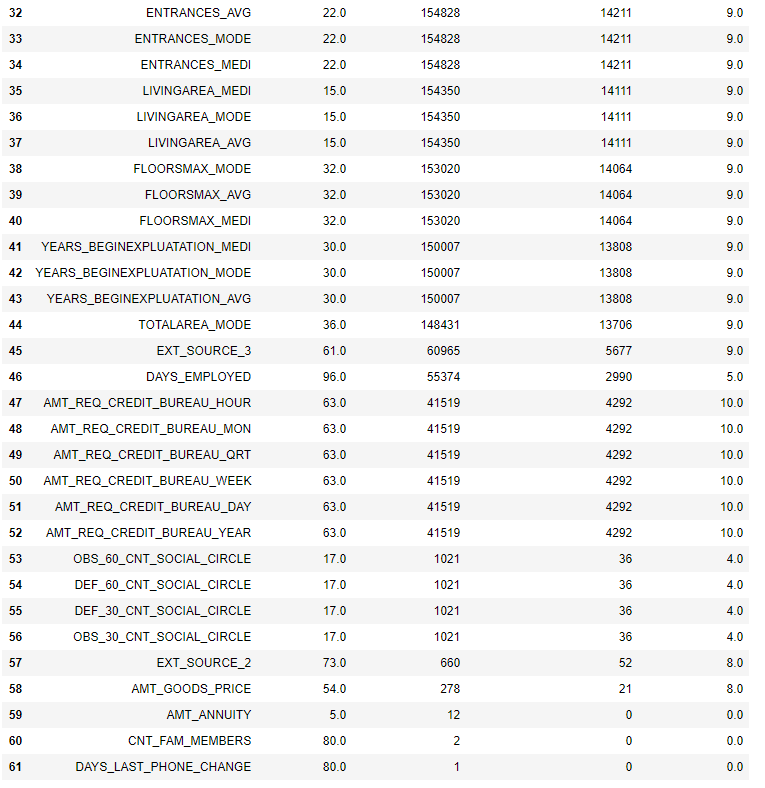 32 ENTRANCES_AVG 22.0 154828 14211 9.0
33 ENTRANCES_MODE 22.0 154828 14211 9.0
34 ENTRANCES_MEDI 22.0 154828 14211 9.0
35 LIVINGAREA_MEDI 15.0 154350 14111 9.0
36 LIVINGAREA_MODE 15.0 154350 14111 9.0
37 LIVINGAREA_AVG 15.0 154350 14111 9.0
38 FLOORSMAX_MODE 32.0 153020 14064 9.0
39 FLOORSMAX_AVG 32.0 153020 14064 9.0
40 FLOORSMAX_MEDI 32.0 153020 14064 9.0
41 YEARS_BEGINEXPLUATATION_MEDI 30.0 150007 13808 9.0
42 YEARS_BEGINEXPLUATATION_MODE 30.0 150007 13808 9.0
43 YEARS_BEGINEXPLUATATION_AVG 30.0 150007 13808 9.0
44 TOTALAREA_MODE 36.0 148431 13706 9.0
45 EXT_SOURCE_3 61.0 60965 5677 9.0
46 DAYS_EMPLOYED 96.0 55374 2990 5.0
47 AMT_REQ_CREDIT_BUREAU_HOUR 63.0 41519 4292 10.0
48 AMT_REQ_CREDIT_BUREAU_MON 63.0 41519 4292 10.0
49 AMT_REQ_CREDIT_BUREAU_QRT 63.0 41519 4292 10.0
50 AMT_REQ_CREDIT_BUREAU_WEEK 63.0 41519 4292 10.0
51 AMT_REQ_CREDIT_BUREAU_DAY 63.0 41519 4292 10.0
52 AMT_REQ_CREDIT_BUREAU_YEAR 63.0 41519 4292 10.0
53 OBS_60_CNT_SOCIAL_CIRCLE 17.0 1021 36 4.0
54 DEF_60_CNT_SOCIAL_CIRCLE 17.0 1021 36 4.0
55 DEF_30_CNT_SOCIAL_CIRCLE 17.0 1021 36 4.0
56 OBS_30_CNT_SOCIAL_CIRCLE 17.0 1021 36 4.0
57 EXT_SOURCE_2 73.0 660 52 8.0
58 AMT_GOODS_PRICE 54.0 278 21 8.0
59 AMT_ANNUITY 5.0 12 0 0.0
60 CNT_FAM_MEMBERS 80.0 2 0 0.0
61 DAYS_LAST_PHONE_CHANGE 80.0 1 0 0.0